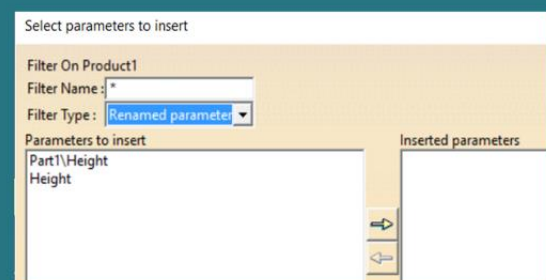 Select parameters to insert
Filter On Product1
Filter Name : *
Filter Type : Renamed parameter
Parameters to insert
Inserted parameters
Part1\Height
Height